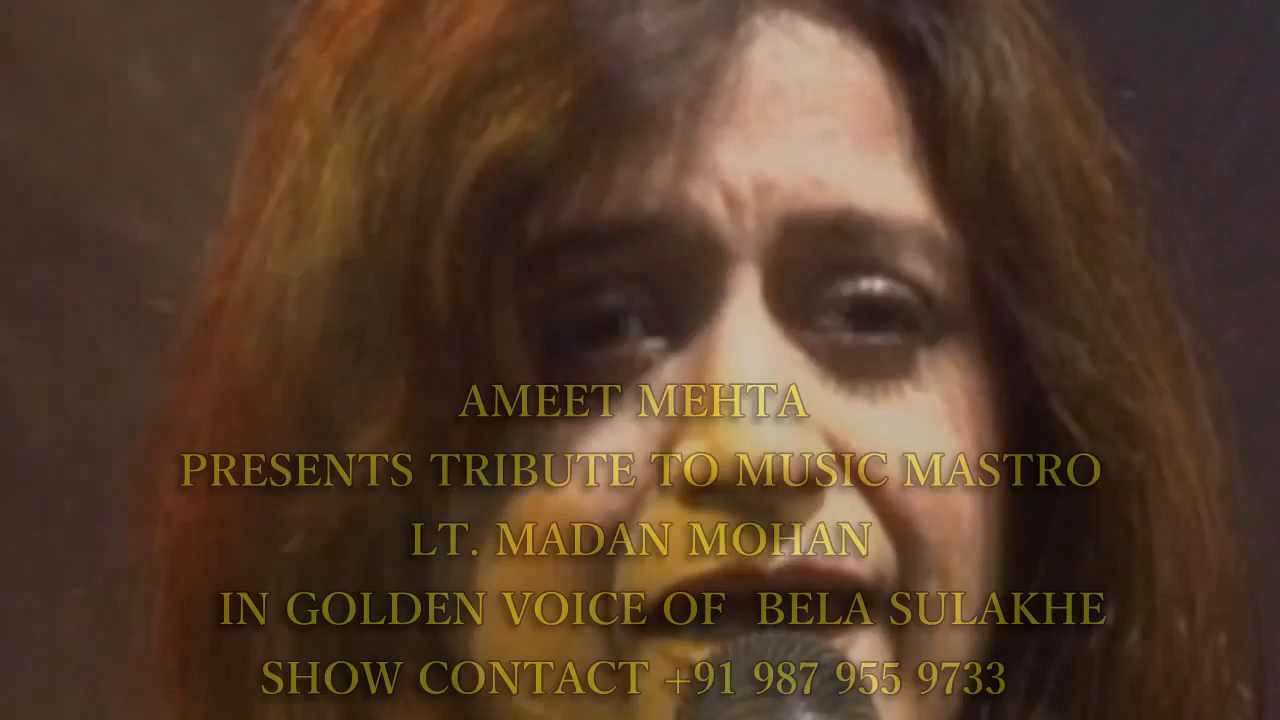 AMEET MEHTA
PRESENTS TRIBUTE TO MUSIC MASTRO
LT. MADAN MOHAN
IN GOLDEN VOICE OF BELA SULAKHE
SHOW CONTACT +91 987 955 9733